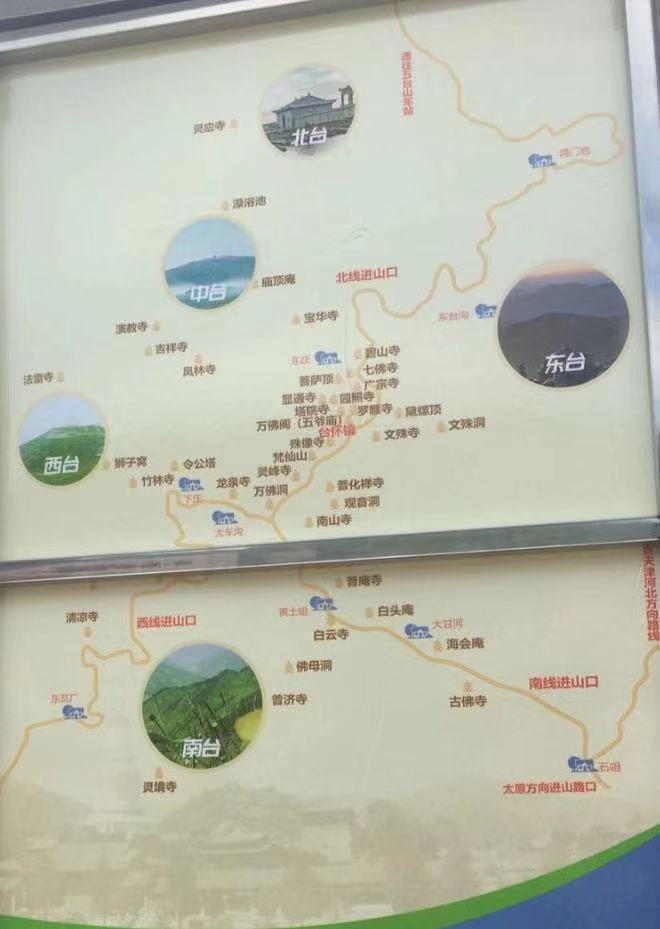 通往五台山车站
灵应寺
北台
鸿门岩
澡浴池
中台
庙顶庵
北线进山口
东台沟
东台
宝华寺
演教寺
吉祥寺
凤林寺
东庄
碧山寺
七佛寺
法雷寺
菩萨顶
广宗寺
显通寺
圆照寺
塔院寺
罗睺寺
黛螺顶
万佛阁（五爷庙）
台怀镇
文殊寺
文殊洞
殊像寺
梵仙山
西台
狮子窝
令公塔
灵峰寺
竹林寺
下庄
龙泉寺
万佛洞
普化禅寺
观音洞
大车沟
南山寺
京天津河北方向路线
普庵寺
清凉寺
西线进山口
黄土咀
白头庵
白云寺
大甘河
海会庵
佛母洞
南线进山口
东瓦厂
普济寺
古佛寺
南台
灵境寺
石咀
太原方向进山路口